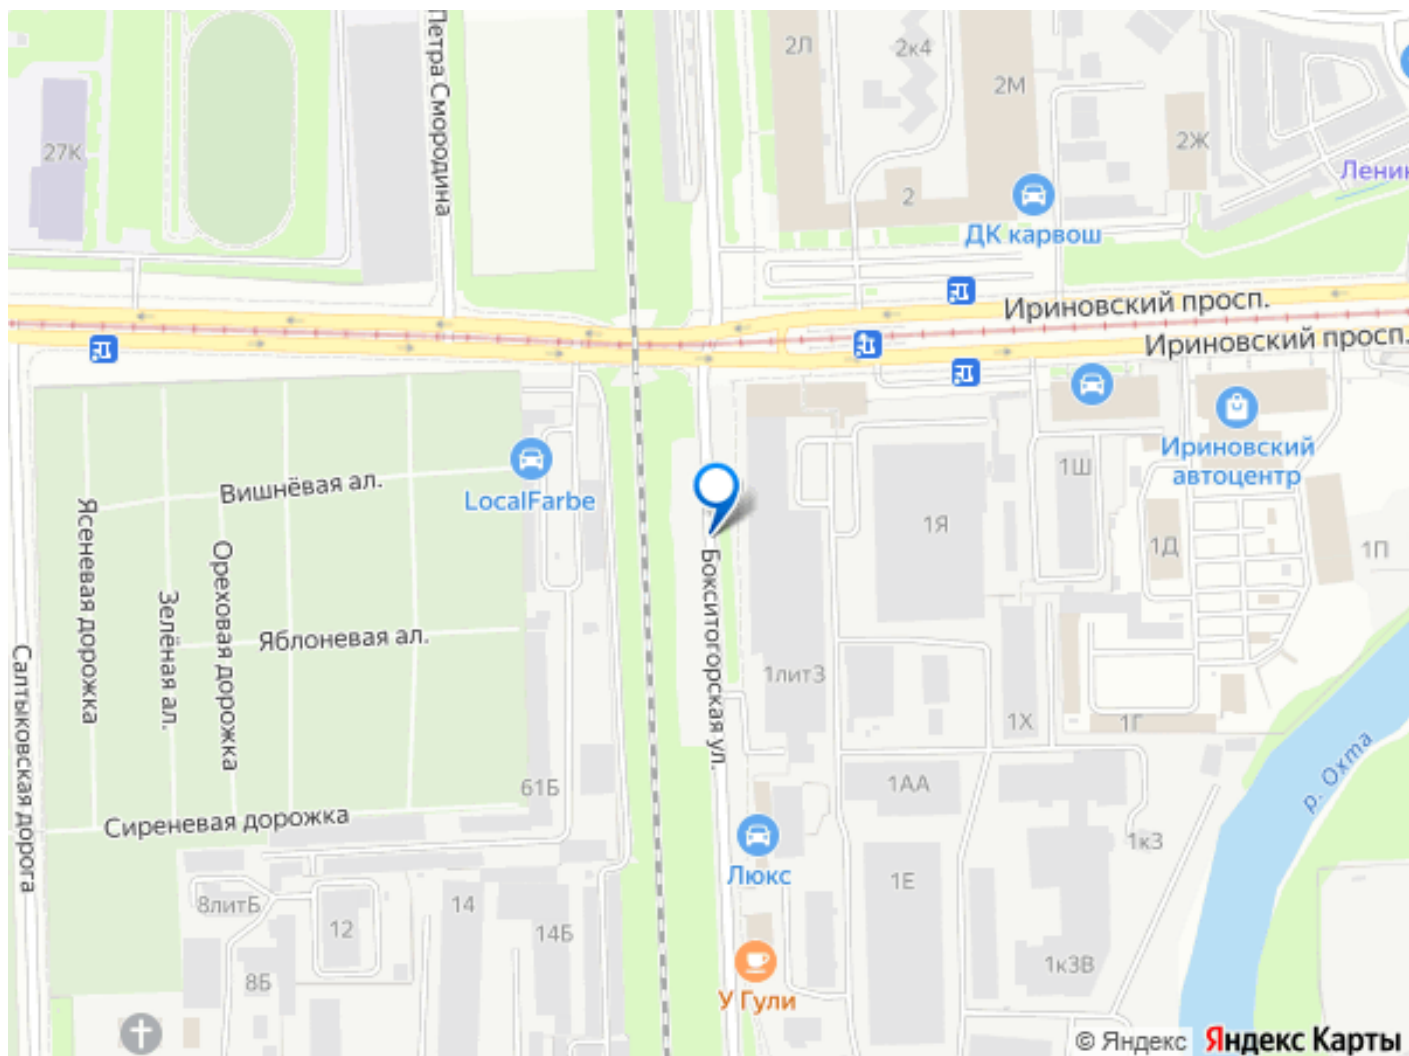 Петра Смородина
2Л
2к4
2М
27К
2Ж
Ленин
2
ДК карвош
Ириновский просп.
Ириновский просп.
Ириновский
автоцентр
LocalFarbe
Вишнёвая ал.
1Ш
1Я
1Д
1П
Ясеневая дорожка
Ореховая дорожка
Зелёная ал.
Яблоневая ал.
Бокситогорская ул.
Салтыковская дорога
1литЗ
1Х
1Г
р. Охта
61Б
1АА
Сиреневая дорожка
Люкс
1к3
1Е
8литБ
14
12
14Б
1к3В
8Б
У Гули
© Яндекс Яндекс Карты